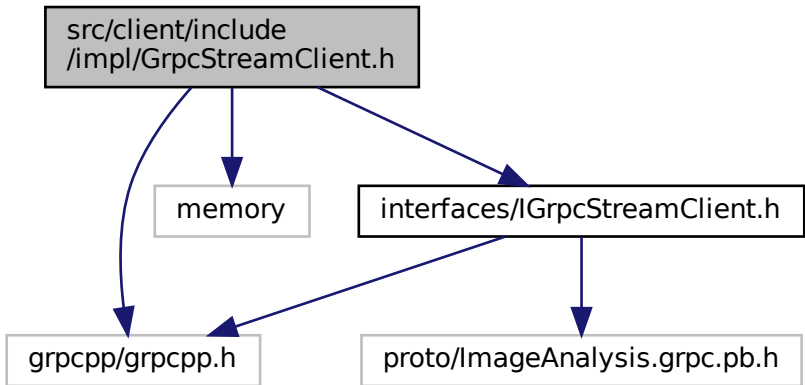 src/client/include
/impl/GrpcStreamClient.h
memory
interfaces/IGrpcStreamClient.h
grpcpp/grpcpp.h
proto/ImageAnalysis.grpc.pb.h